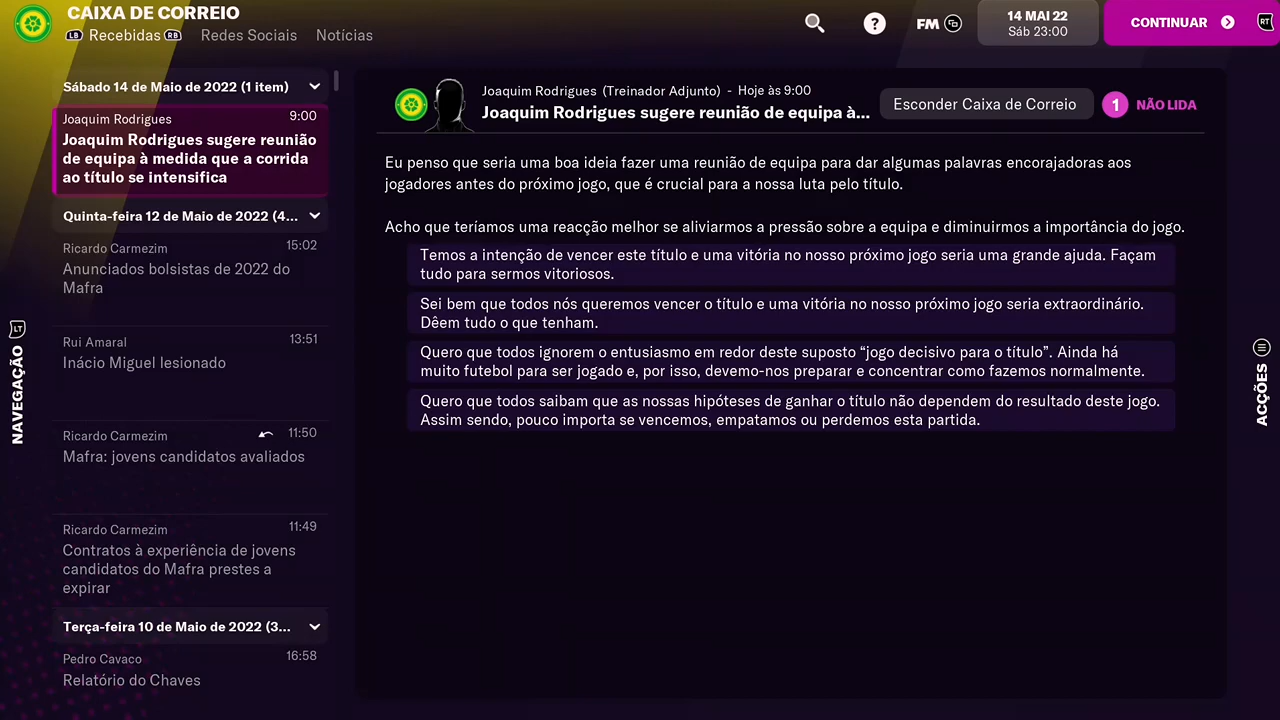 CAIXA DE CORREIO
LB Recebidas RB Redes Sociais Notícias
FM
14 MAI 22
Sáb 23:00
CONTINUAR
RT
Sábado 14 de Maio de 2022 (1 item)
Joaquim Rodrigues 9:00
Joaquim Rodrigues sugere reunião
de equipa à medida que a corrida
ao título se intensifica
Quinta-feira 12 de Maio de 2022 (4...
Ricardo Carmezim 15:02
Anunciados bolsistas de 2022 do
Mafra
Rui Amaral 13:51
Inácio Miguel lesionado
Ricardo Carmezim 11:50
Mafra: jovens candidatos avaliados
Ricardo Carmezim 11:49
Contratos à experiência de jovens
candidatos do Mafra prestes a
expirar
Terça-feira 10 de Maio de 2022 (3...
Pedro Cavaco 16:58
Relatório do Chaves
LT
NAVEGAÇÃO
Joaquim Rodrigues (Treinador Adjunto) - Hoje às 9:00
Joaquim Rodrigues sugere reunião de equipa à...
Esconder Caixa de Correio
1 NÃO LIDA
Eu penso que seria uma boa ideia fazer uma reunião de equipa para dar algumas palavras encorajadoras aos
jogadores antes do próximo jogo, que é crucial para a nossa luta pelo título.
Acho que teríamos uma reacção melhor se aliviarmos a pressão sobre a equipa e diminuirmos a importância do jogo.
Temos a intenção de vencer este título e uma vitória no nosso próximo jogo seria uma grande ajuda. Façam
tudo para sermos vitoriosos.
Sei bem que todos nós queremos vencer o título e uma vitória no nosso próximo jogo seria extraordinário.
Dêem tudo o que tenham.
Quero que todos ignorem o entusiasmo em redor deste suposto “jogo decisivo para o título”. Ainda há
muito futebol para ser jogado e, por isso, devemo-nos preparar e concentrar como fazemos normalmente.
Quero que todos saibam que as nossas hipóteses de ganhar o título não dependem do resultado deste jogo.
Assim sendo, pouco importa se vencemos, empatamos ou perdemos esta partida.
ACÇÕES